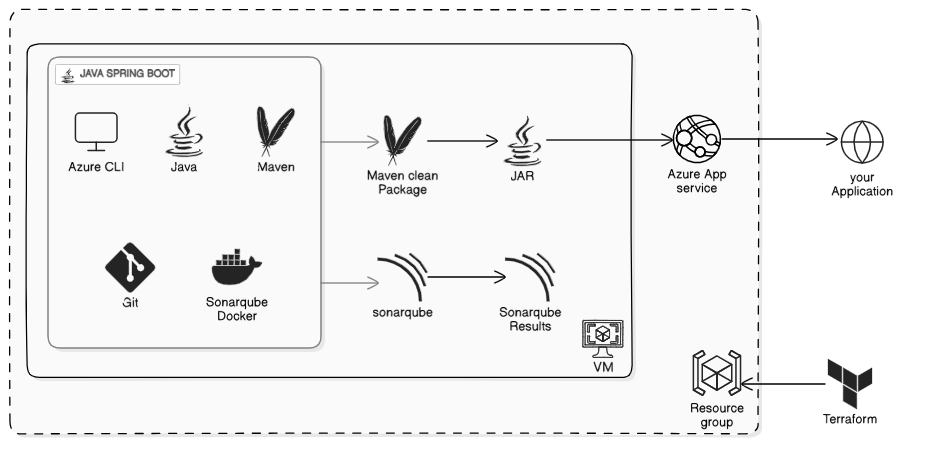 JAVA SPRING BOOT
Azure CLI
Java
Maven
Maven clean
Package
JAR
Azure App
service
your
Application
Git
Sonarqube
Docker
sonarqube
Sonarqube
Results
VM
Resource
group
Terraform